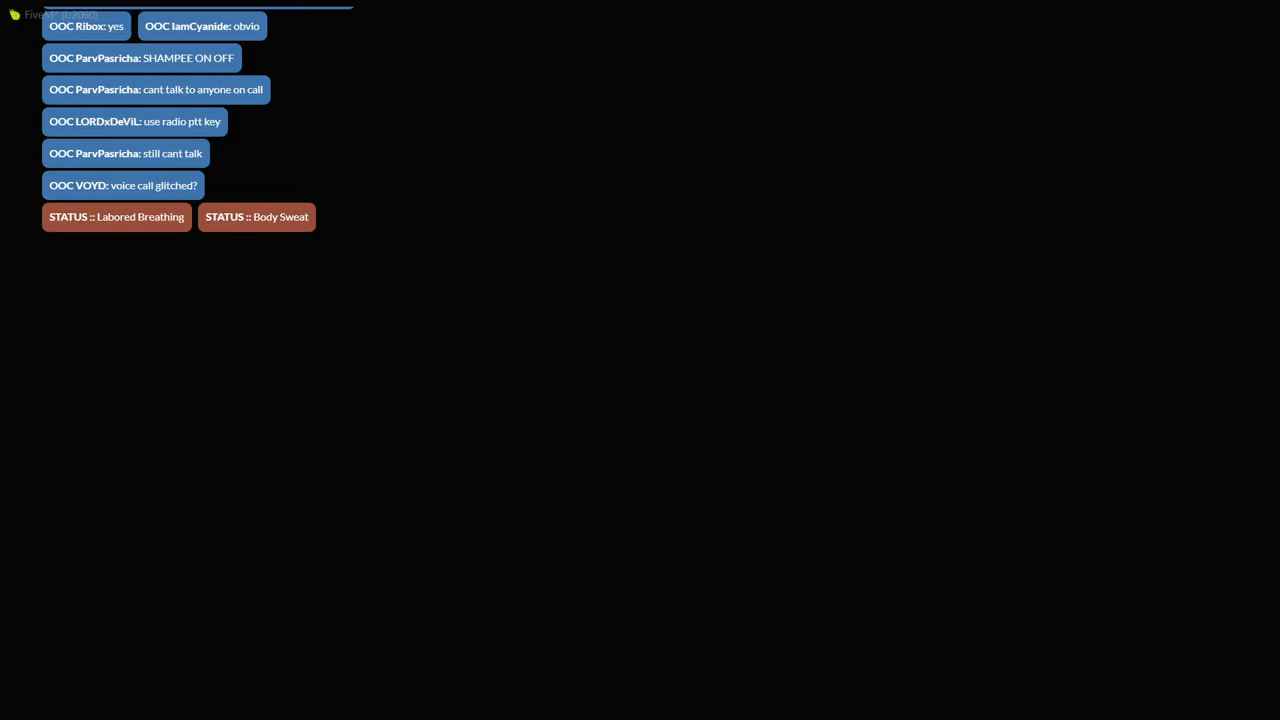 FiveM* (b2060)
OOC Ribox: yes OOC IamCyanide: obvio
OOC ParvPasricha: SHAMPEE ON OFF
OOC ParvPasricha: cant talk to anyone on call
OOC LORDxDeViL: use radio ptt key
OOC ParvPasricha: still cant talk
OOC VOYD: voice call glitched?
STATUS :: Labored Breathing STATUS :: Body Sweat